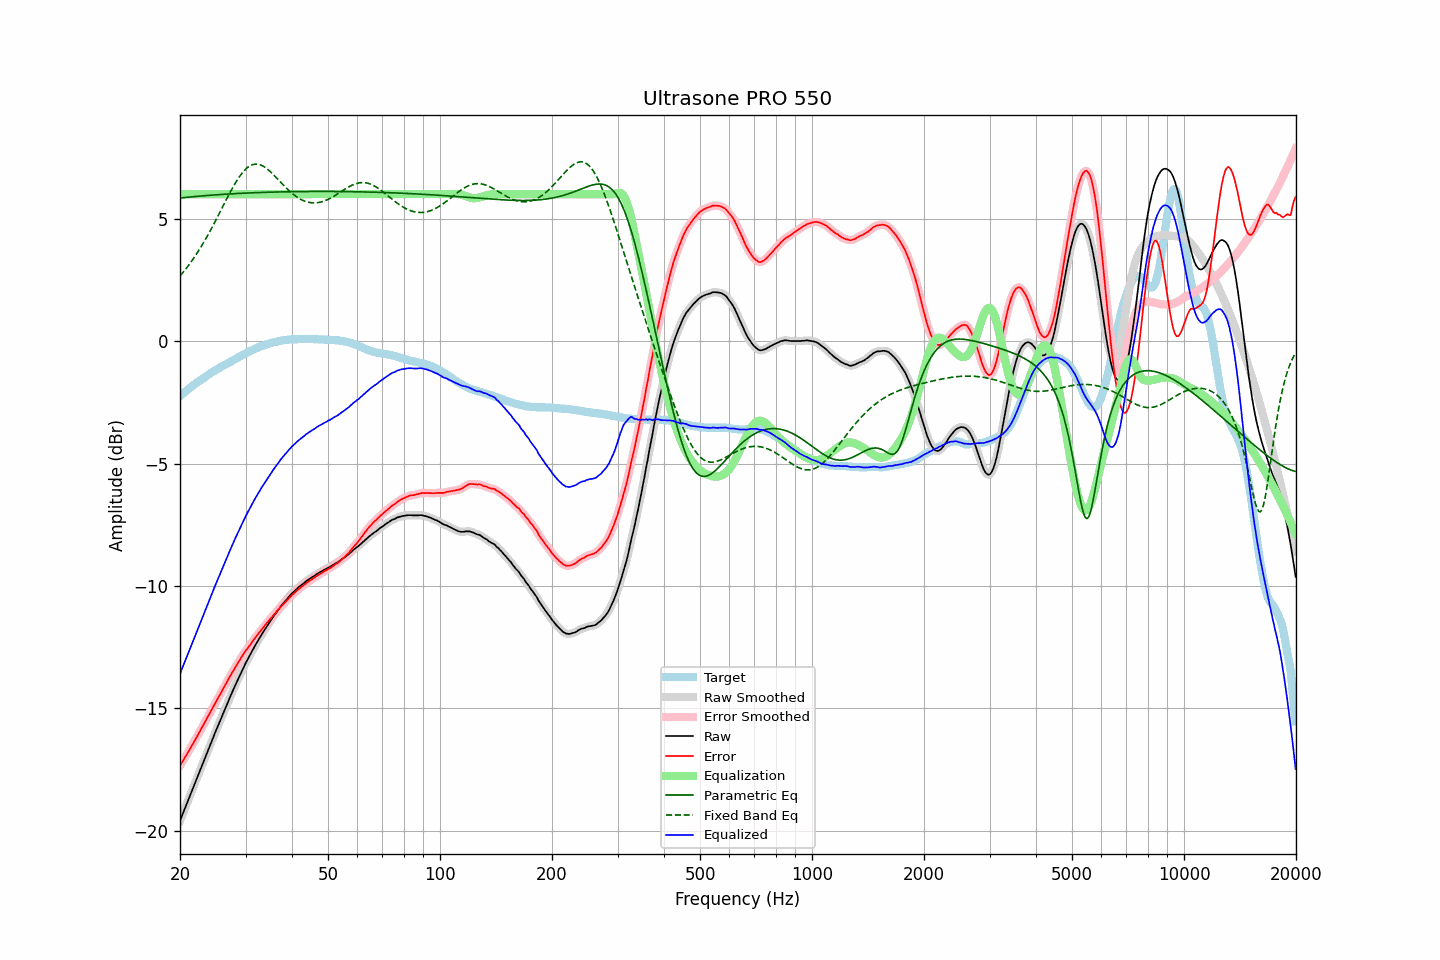 Ultrasone PRO 550
Amplitude (dBr)
5
0
−5
−10
−15
−20
Target
Raw Smoothed
Error Smoothed
Raw
Error
Equalization
Parametric Eq
Fixed Band Eq
Equalized
20 50 100 200 500 1000 2000 5000 10000 20000
Frequency (Hz)